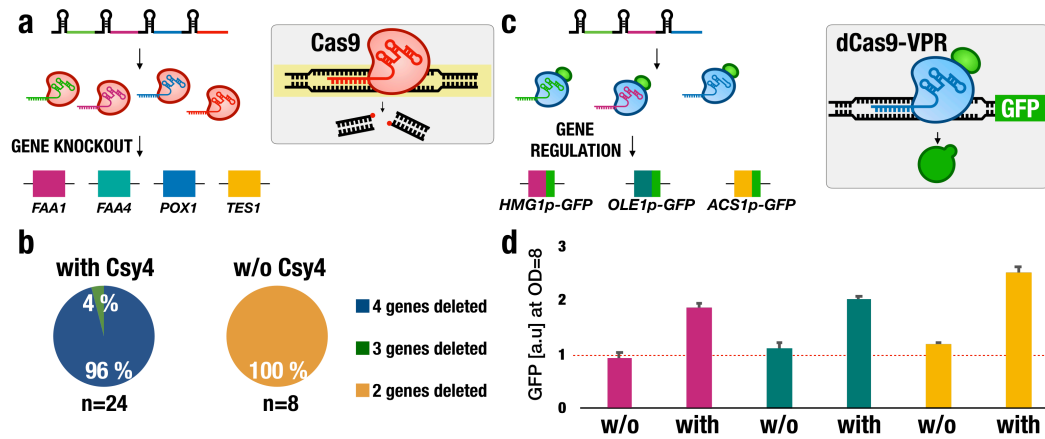 a
Cas9
GENE KNOCKOUT
FAA1 FAA4 POX1 TES1
b
with Csy4
4 %
96 %
n=24
w/o Csy4
100 %
n=8
4 genes deleted
3 genes deleted
2 genes deleted
c
dCas9-VPR
GFP
GENE
REGULATION
HMG1p-GFP OLE1p-GFP ACS1p-GFP
d
GFP [a.u] at OD=8
3
2
1
0
w/o with w/o with w/o with